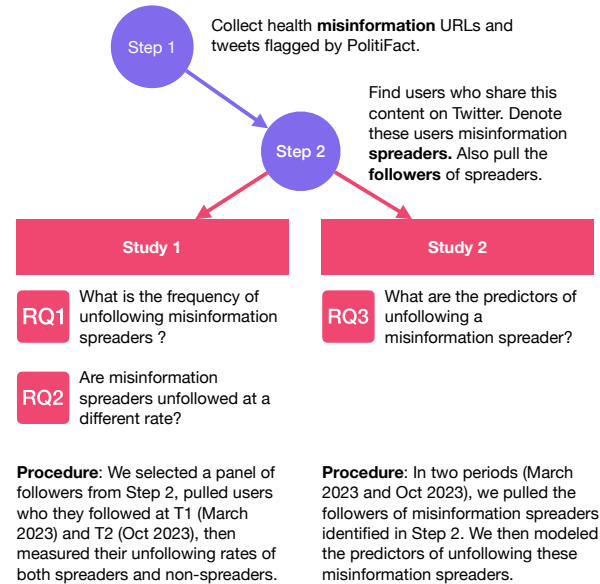 Step 1
Collect health misinformation URLs and
tweets flagged by PolitiFact.
Step 2
Find users who share this
content on Twitter. Denote
these users misinformation
spreaders. Also pull the
followers of spreaders.
Study 1
RQ1
What is the frequency of
unfollowing misinformation
spreaders ?
RQ2
Are misinformation
spreaders unfollowed at a
different rate?
Procedure: We selected a panel of
followers from Step 2, pulled users
who they followed at T1 (March
2023) and T2 (Oct 2023), then
measured their unfollowing rates of
both spreaders and non-spreaders.
Study 2
RQ3
What are the predictors of
unfollowing a
misinformation spreader?
Procedure: In two periods (March
2023 and Oct 2023), we pulled the
followers of misinformation spreaders
identified in Step 2. We then modeled
the predictors of unfollowing these
misinformation spreaders.